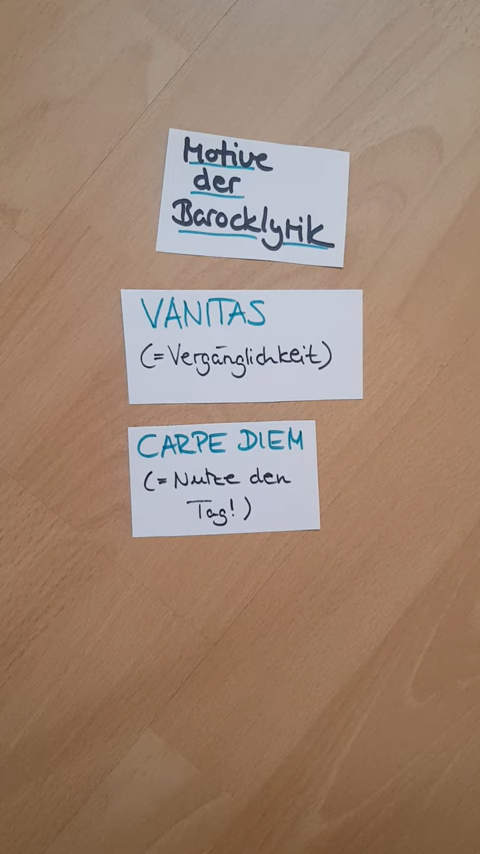 Motive
der
Barocklyrik
VANITAS
(= Vergänglichkeit)
CARPE DIEM
(= Nutze den
Tag!)